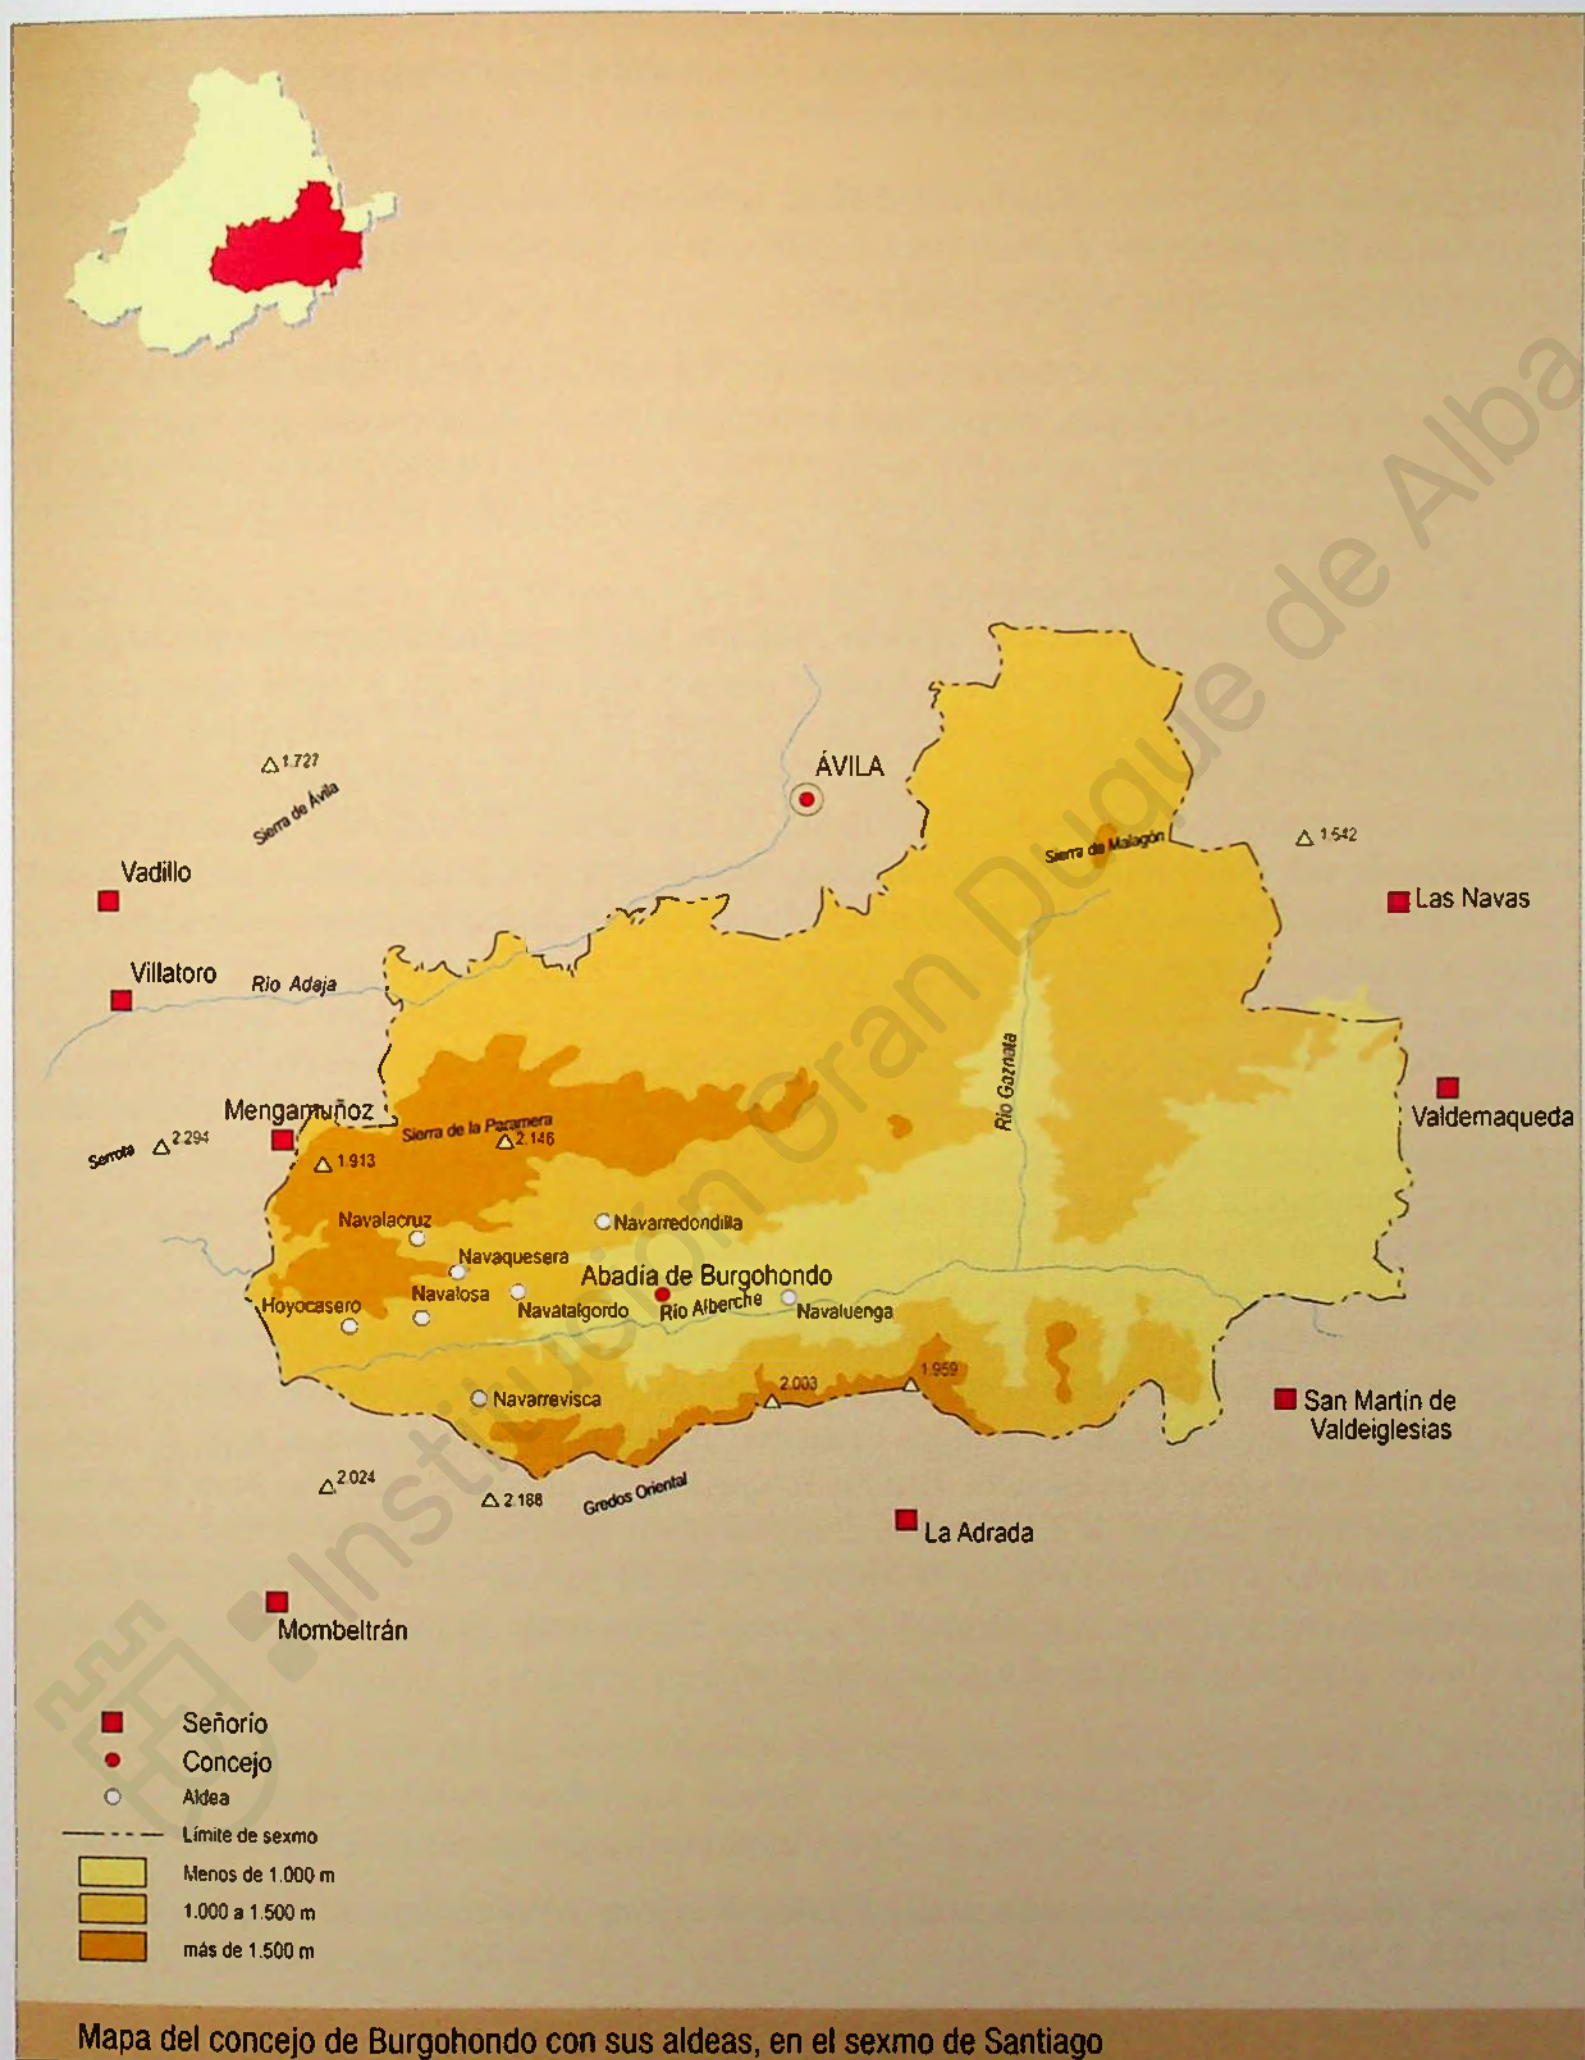 ÁVILA
1.727
Sierra de Ávila
Sierra de Malagón
1.542
Vadillo
Las Navas
Villatoro
Río Adaja
Río Gaznata
Valdemaqueda
Mengamuñoz
Sierra de la Paramera
2.146
Serrota
2.294
1.913
Navalacruz
Navarredondilla
Navaquesera
Abadía de Burgohondo
Navalosa
Hoyocasero
Navatalgordo
Río Alberche
Navaluenga
1.959
2.003
Navarrevisca
San Martín de
Valdeiglesias
2.024
2.188
Gredos Oriental
La Adrada
Mombeltrán
Señorío
Concejo
Aldea
Límite de sexmo
Menos de 1.000 m
1.000 a 1.500 m
más de 1.500 m
Mapa del concejo de Burgohondo con sus aldeas, en el sexmo de Santiago
Institución Gran Duque de Alba